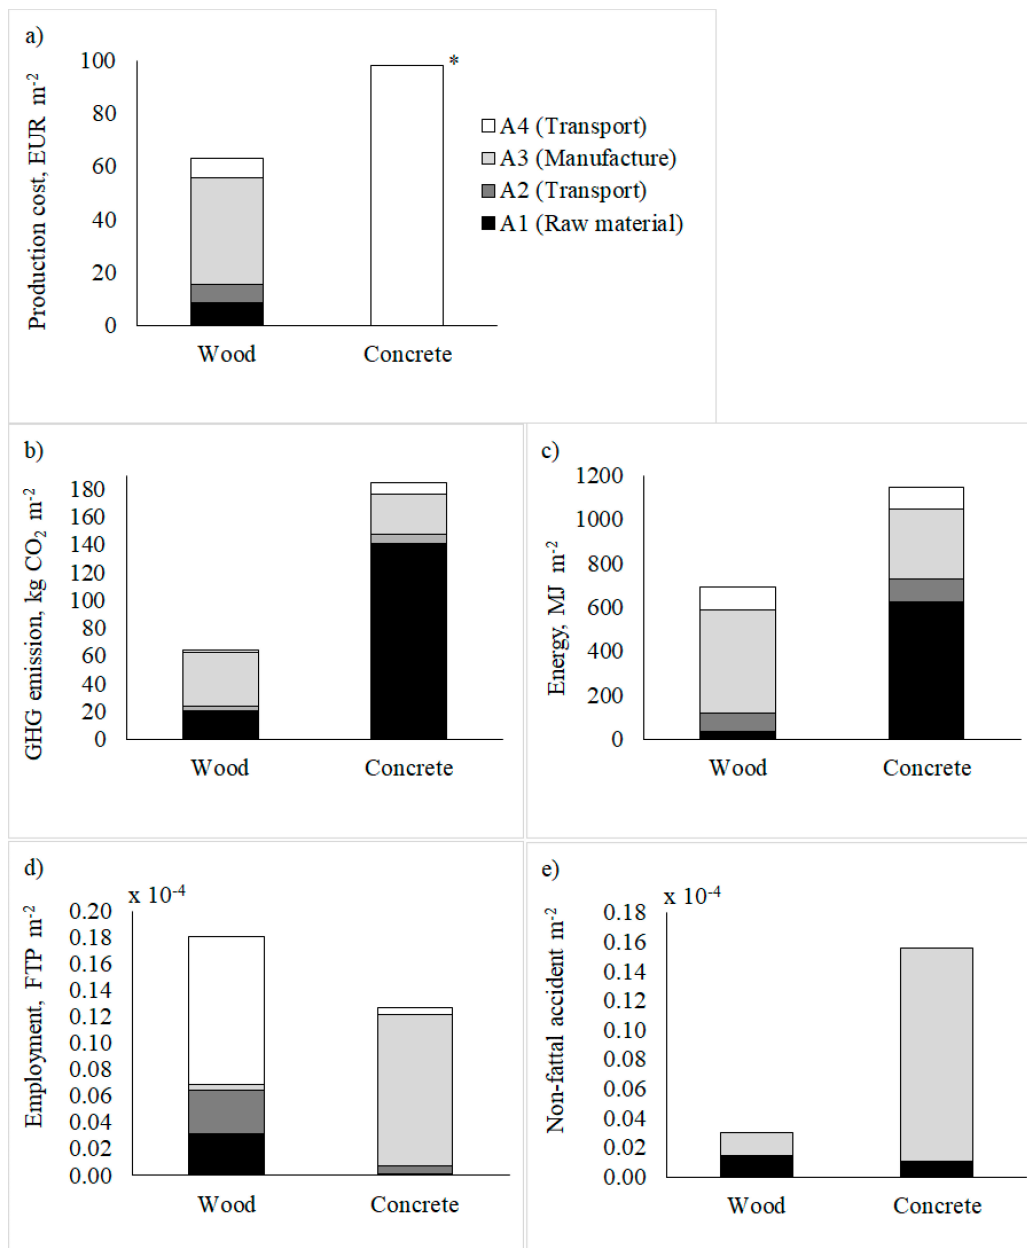 a)
Production cost, EUR m-2
100
80
60
40
20
0
*
A4 (Transport)
A3 (Manufacture)
A2 (Transport)
A1 (Raw material)
Wood
Concrete
b)
GHG emission, kg CO2 m-2
180
160
140
120
100
80
60
40
20
0
Wood
Concrete
c)
Energy, MJ m-2
1200
1000
800
600
400
200
0
Wood
Concrete
d)
x 10-4
Employment, FTP m-2
0.20
0.18
0.16
0.14
0.12
0.10
0.08
0.06
0.04
0.02
0.00
Wood
Concrete
e)
x 10-4
Non-fattal accident m-2
0.18
0.16
0.14
0.12
0.10
0.08
0.06
0.04
0.02
0.00
Wood
Concrete